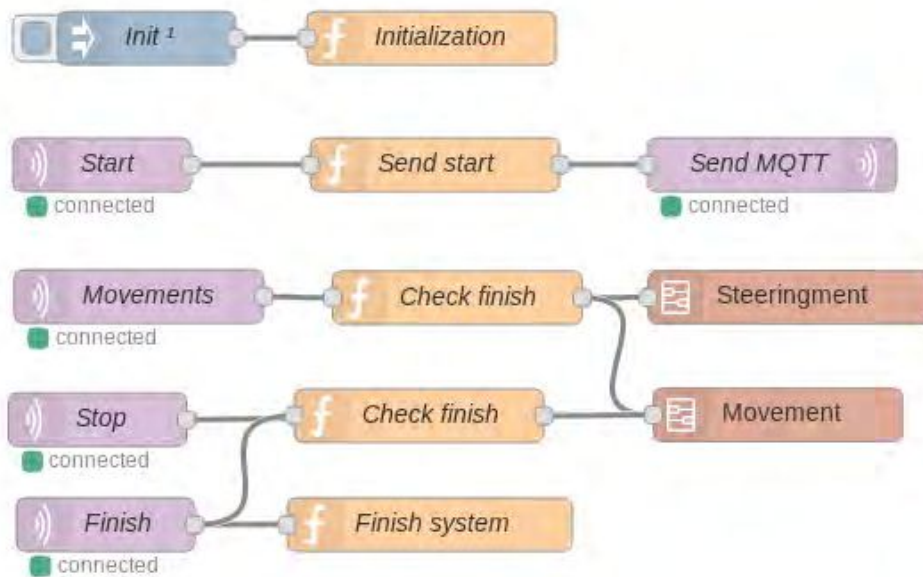 Init ¹ Initialization
Start Send start Send MQTT
connected connected
Movements Check finish Steeringment
connected
Stop Check finish Movement
connected
Finish Finish system
connected